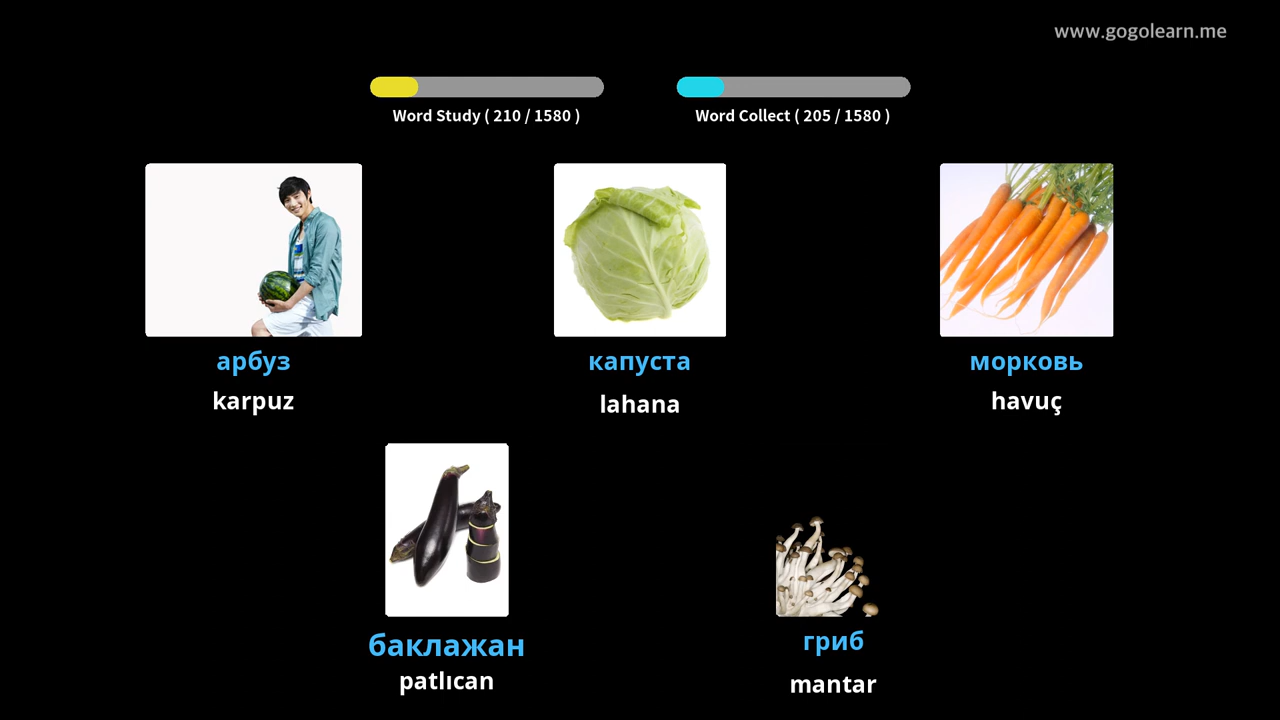 www.gogolearn.me
Word Study ( 210 / 1580 )
Word Collect ( 205 / 1580 )
арбуз
karpuz
капуста
lahana
морковь
havuç
баклажан
patlıcan
гриб
mantar